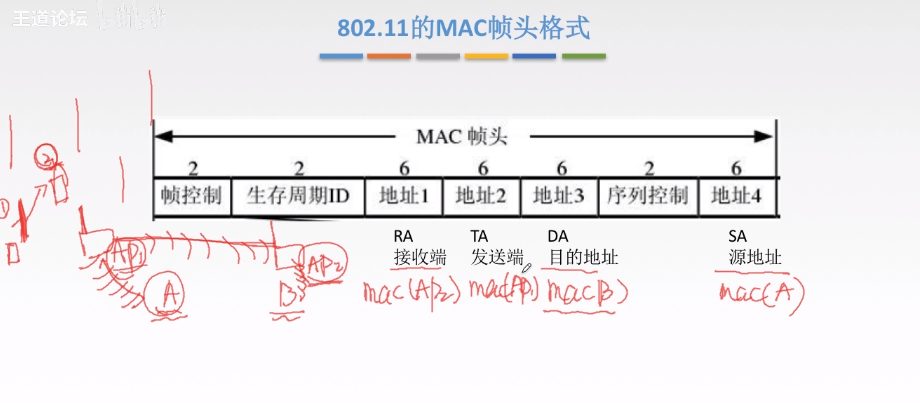 王道论坛
802.11的MAC帧头格式
MAC 帧头
2 2 6 6 6 2 6
帧控制 生存周期ID 地址1 地址2 地址3 序列控制 地址4
RA TA DA SA
接收端 发送端 目的地址 源地址
mac(AP2) mac(AP1) mac(B) mac(A)
①
②
AP1
AP2
A
B